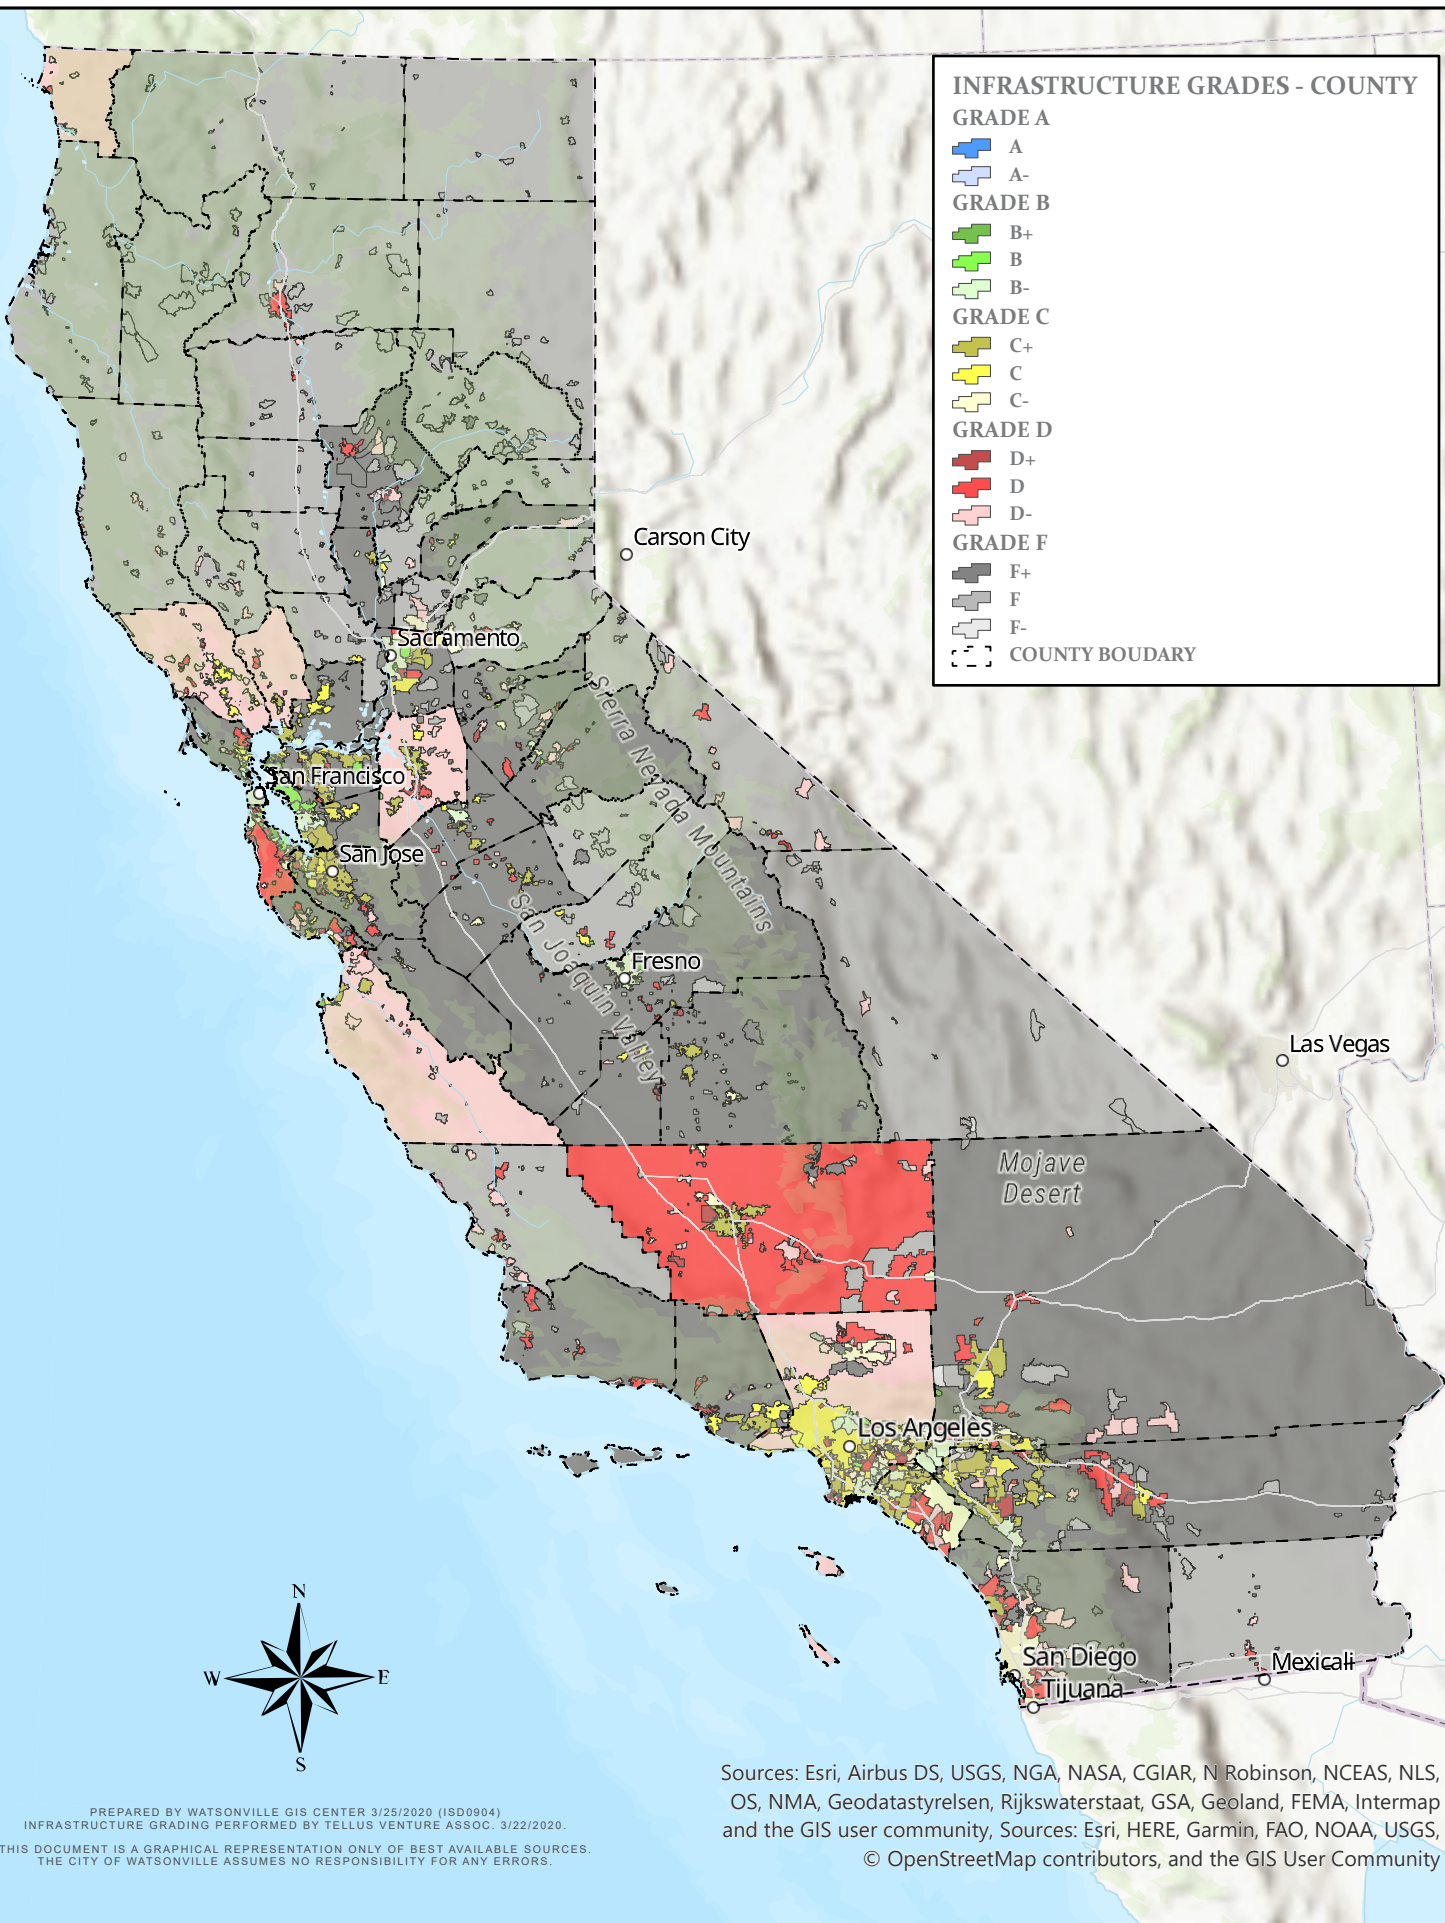 INFRASTRUCTURE GRADES - COUNTY
GRADE A
A
A-
GRADE B
B+
B
B-
GRADE C
C+
C
C-
GRADE D
D+
D
D-
GRADE F
F+
F
F-
COUNTY BOUDARY
Carson City
Sacramento
Sierra Nevada Mountains
San Francisco
San Jose
San Joaquin Valley
Fresno
Las Vegas
Mojave
Desert
Los Angeles
San Diego
Mexicali
Tijuana
N
W
E
S
Sources: Esri, Airbus DS, USGS, NGA, NASA, CGIAR, N Robinson, NCEAS, NLS,
OS, NMA, Geodatastyrelsen, Rijkswaterstaat, GSA, Geoland, FEMA, Intermap
and the GIS user community, Sources: Esri, HERE, Garmin, FAO, NOAA, USGS,
© OpenStreetMap contributors, and the GIS User Community
PREPARED BY WATSONVILLE GIS CENTER 3/25/2020 (ISD0904)
INFRASTRUCTURE GRADING PERFORMED BY TELLUS VENTURE ASSOC. 3/22/2020.
THIS DOCUMENT IS A GRAPHICAL REPRESENTATION ONLY OF BEST AVAILABLE SOURCES.
THE CITY OF WATSONVILLE ASSUMES NO RESPONSIBILITY FOR ANY ERRORS.